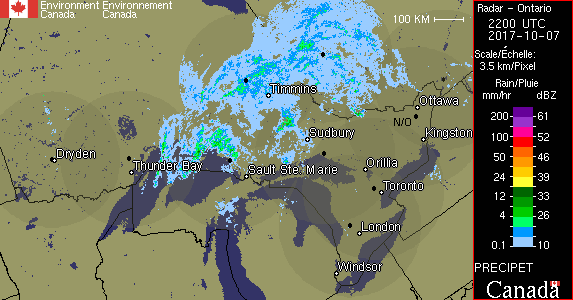 Environment Environnement
Canada Canada
100 KM
Radar - Ontario
2200 UTC
2017-10-07
Scale/Échelle:
3.5 km/Pixel
Rain/Pluie
mm/hr dBZ
200 61
100 52
50 46
24 39
12 33
4 26
0.1 10
PRECIPET
Canada
Timmins
Ottawa
N/O
Sudbury
Kingston
Dryden
Thunder Bay
Sault Ste. Marie
Orillia
Toronto
London
Windsor